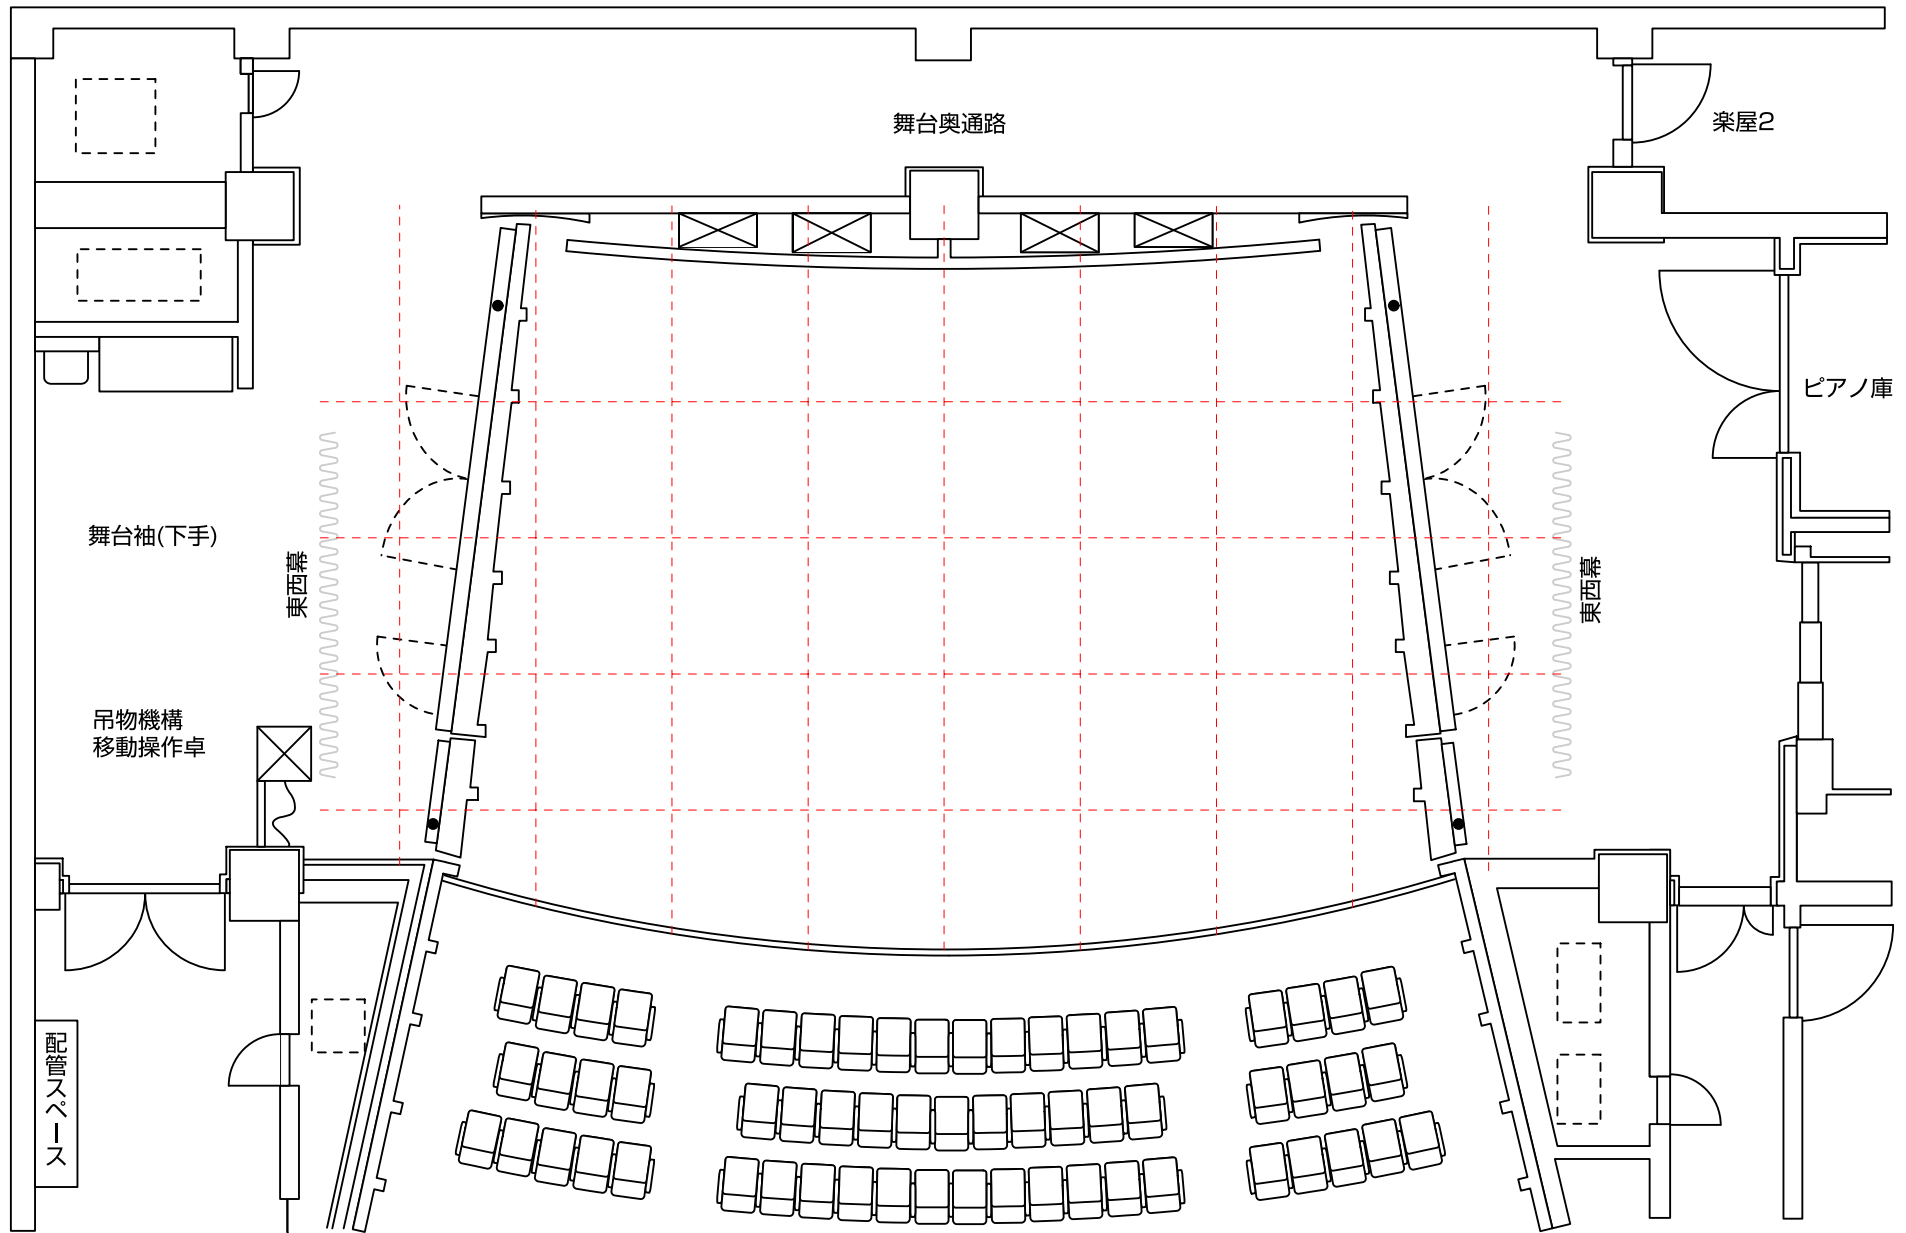 舞台奥通路
楽屋2
ピアノ庫
舞台袖(下手)
東西幕
東西幕
吊物機構
移動操作卓
配管スペース